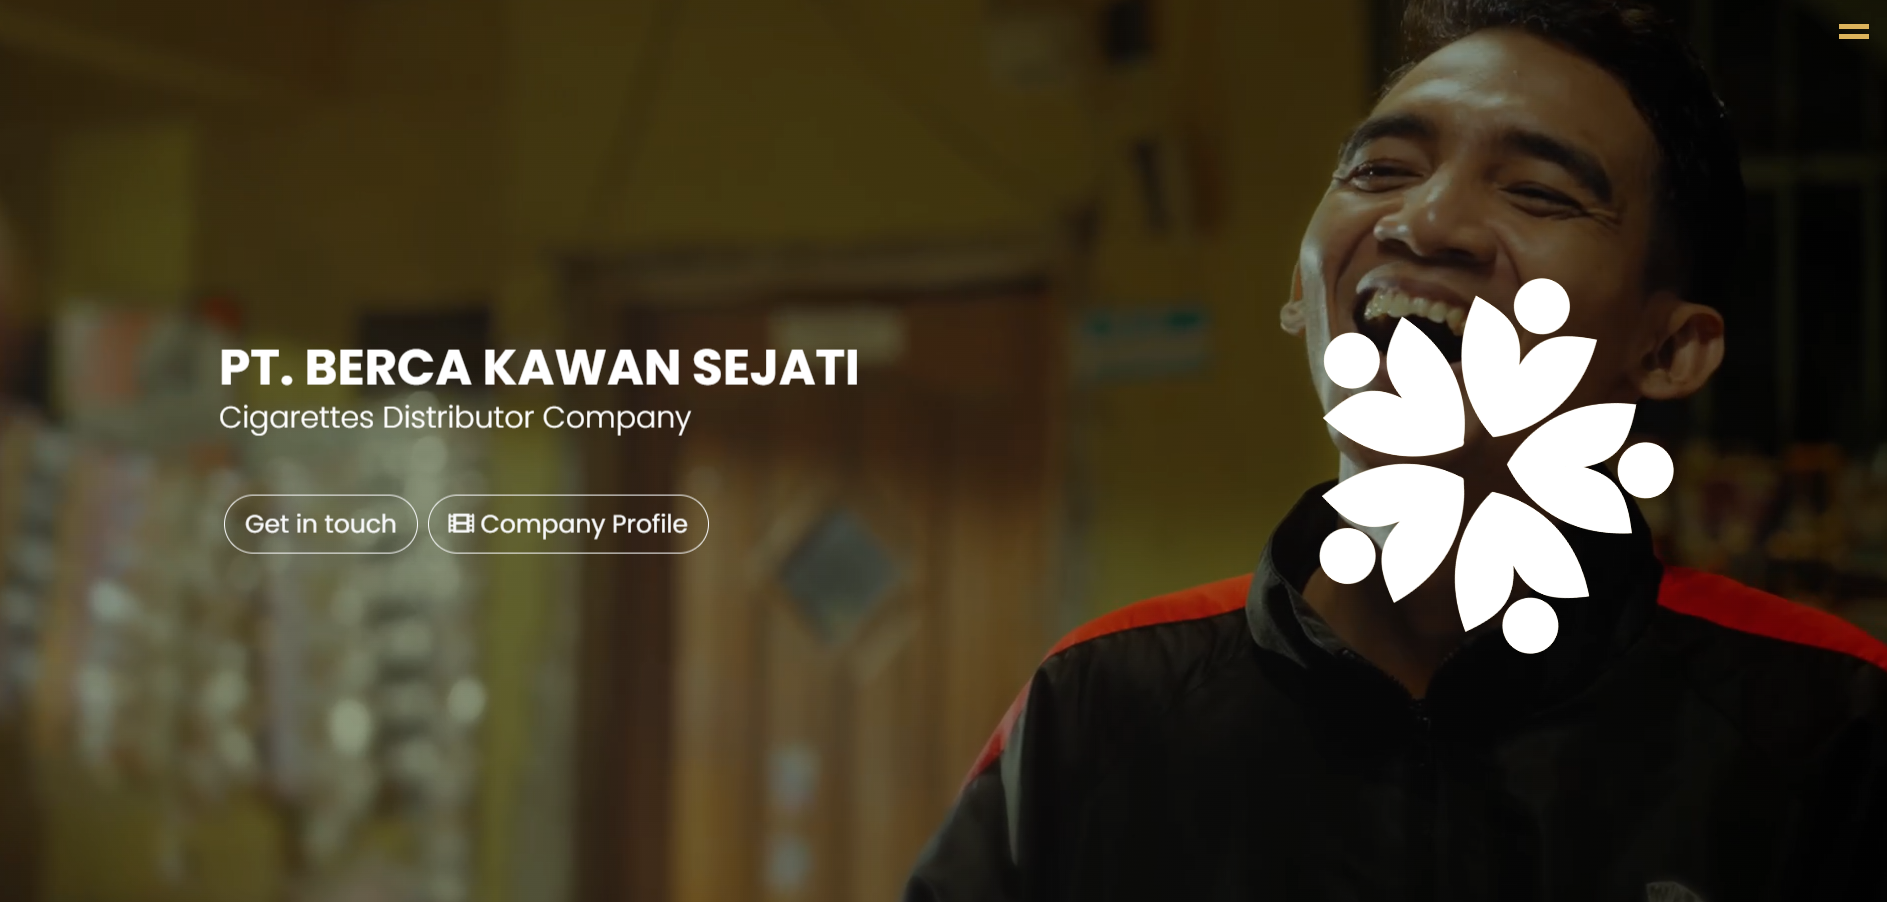 PT. BERCA KAWAN SEJATI
Cigarettes Distributor Company
Get in touch
Company Profile